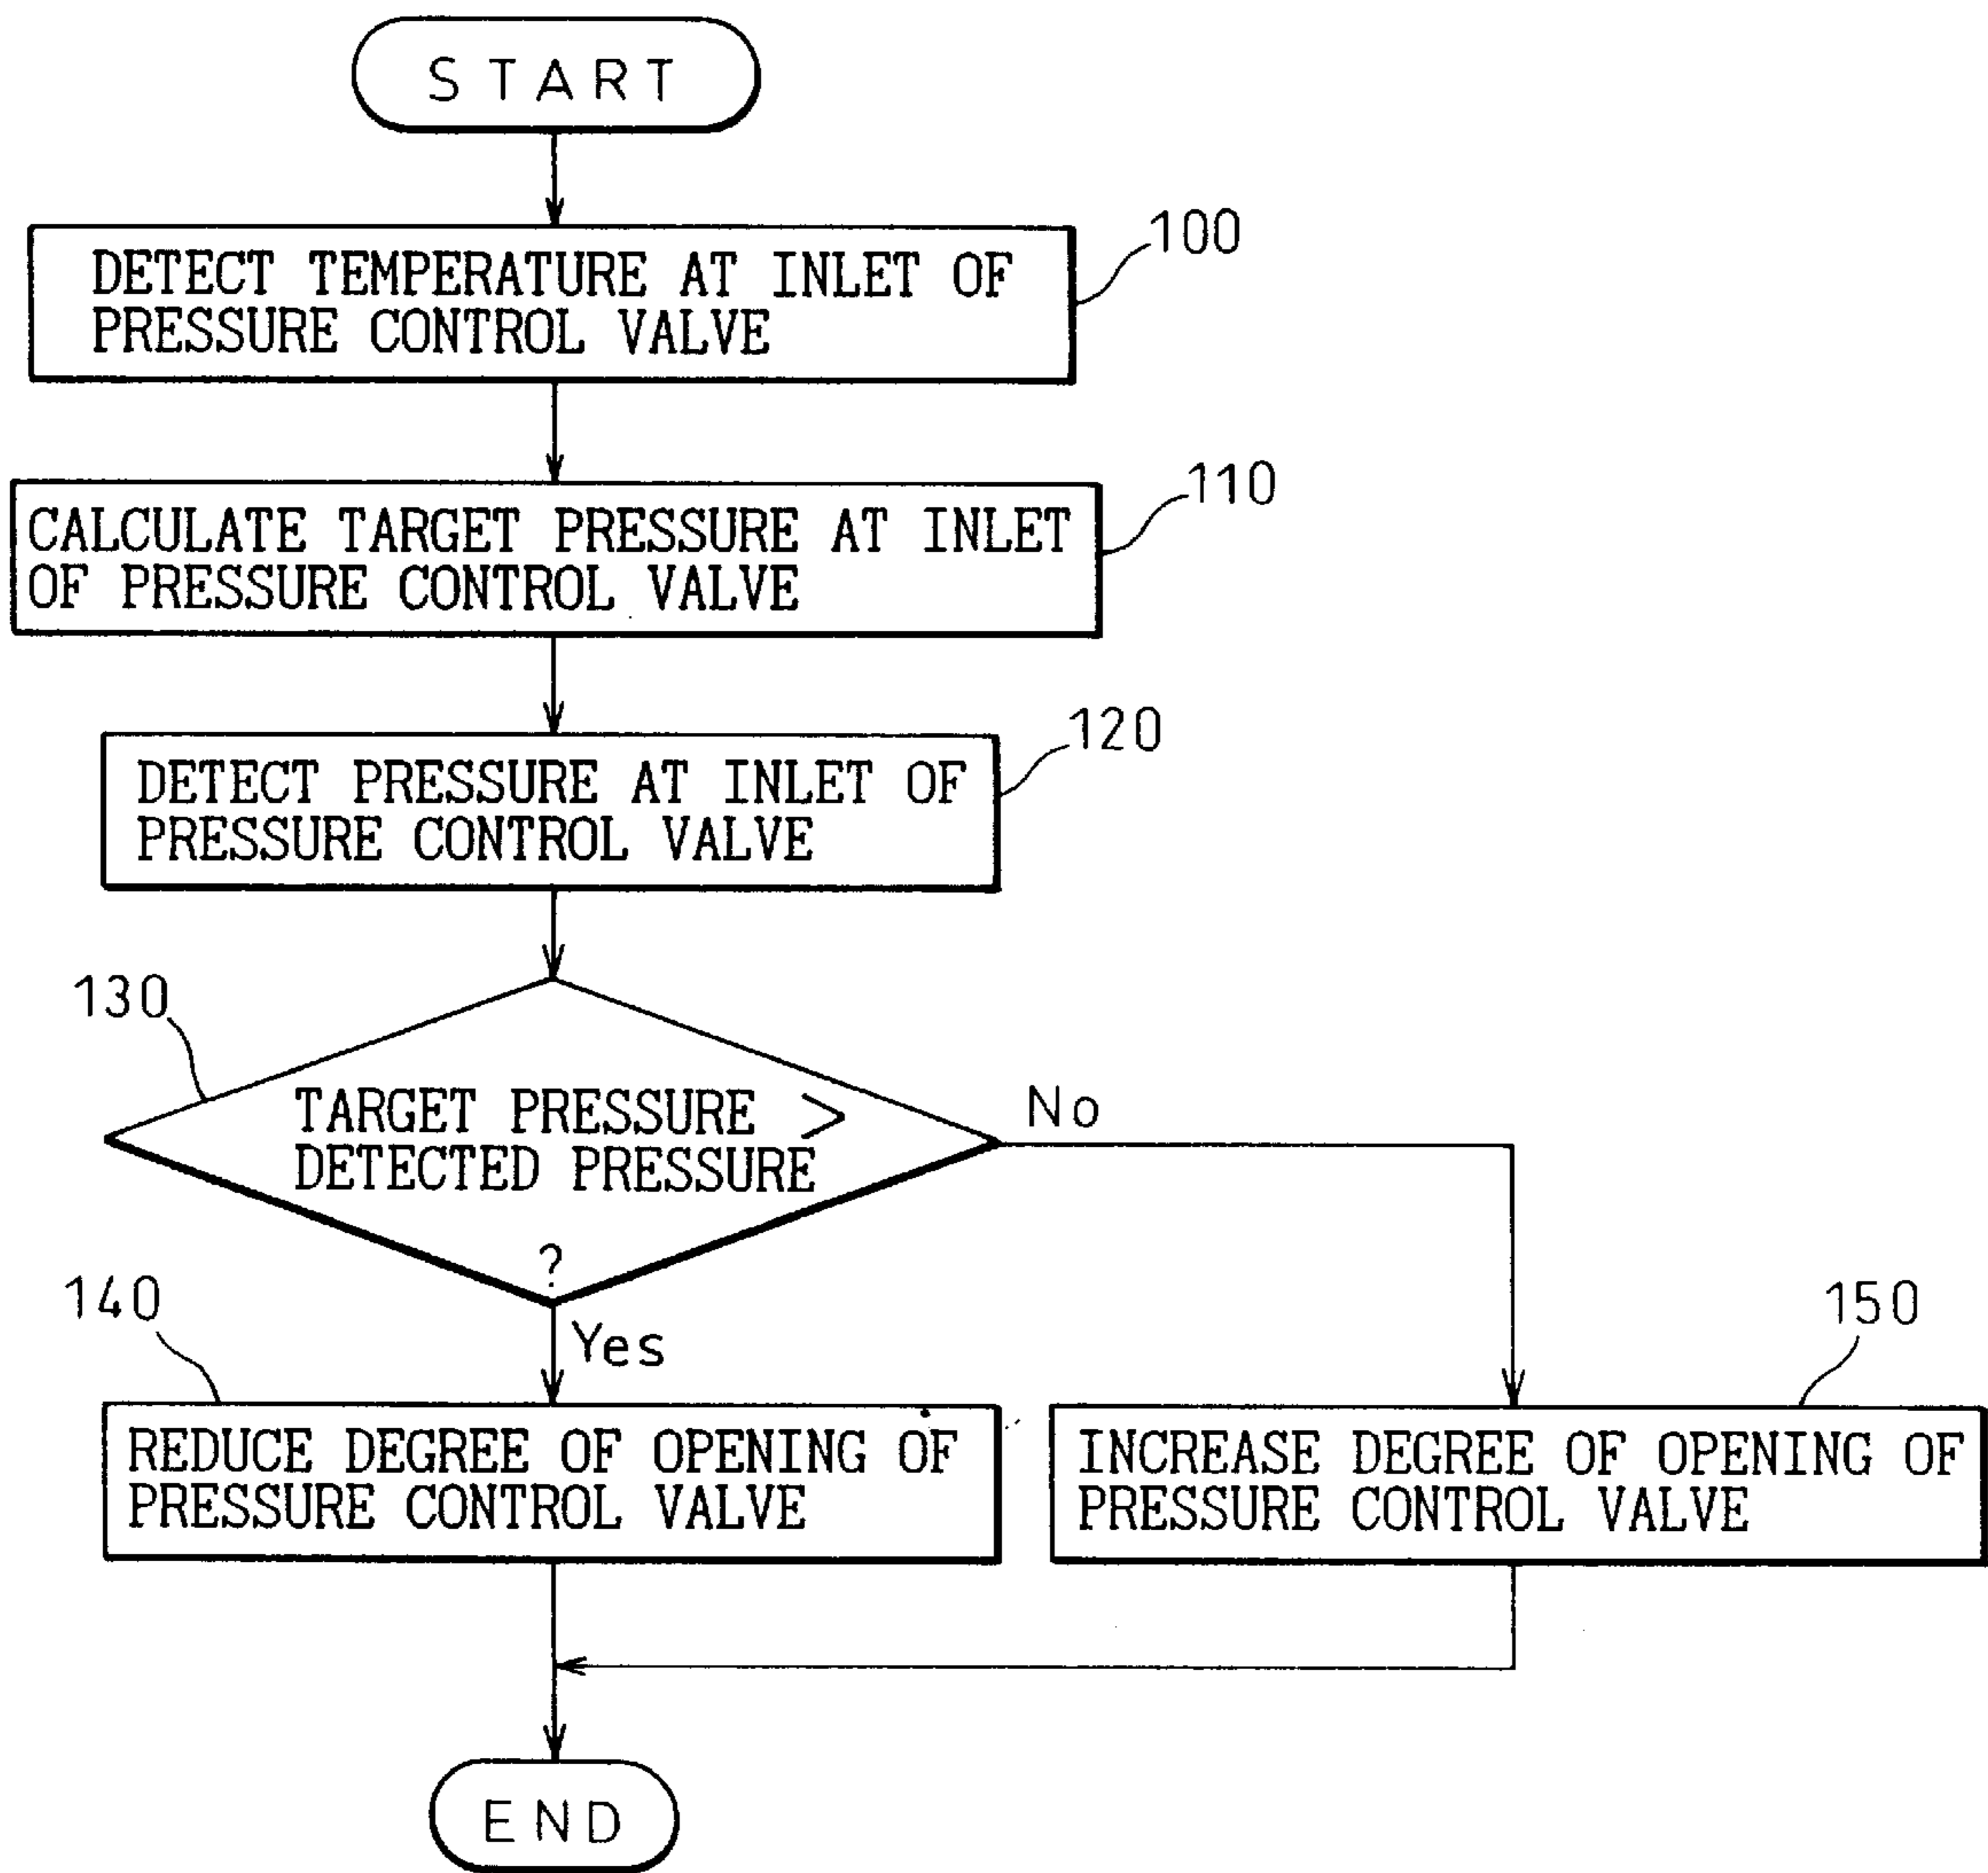 START
DETECT TEMPERATURE AT INLET OF
PRESSURE CONTROL VALVE
100
CALCULATE TARGET PRESSURE AT INLET
OF PRESSURE CONTROL VALVE
110
DETECT PRESSURE AT INLET OF
PRESSURE CONTROL VALVE
120
130
TARGET PRESSURE >
DETECTED PRESSURE
?
No
Yes
140
REDUCE DEGREE OF OPENING OF
PRESSURE CONTROL VALVE
150
INCREASE DEGREE OF OPENING OF
PRESSURE CONTROL VALVE
END